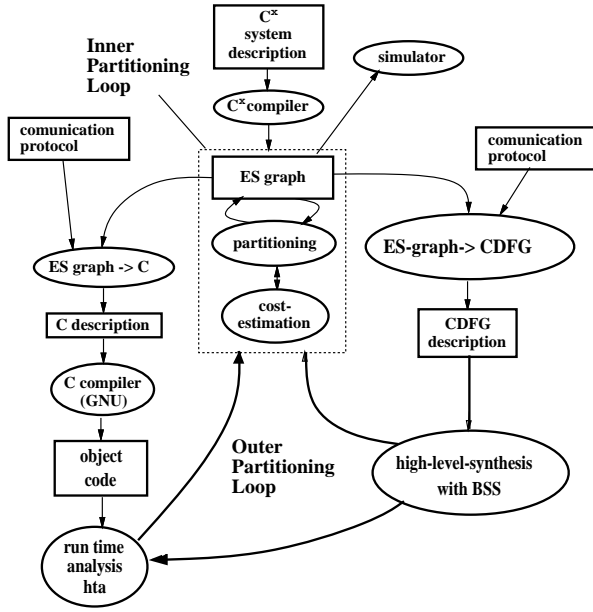 Cˣ
system
description
Inner
Partitioning
Loop
simulator
Cˣ compiler
comunication
protocol
comunication
protocol
ES graph
partitioning
ES graph -> C
ES-graph-> CDFG
cost-
estimation
C description
CDFG
description
C compiler
(GNU)
Outer
Partitioning
Loop
object
code
high-level-synthesis
with BSS
run time
analysis
hta